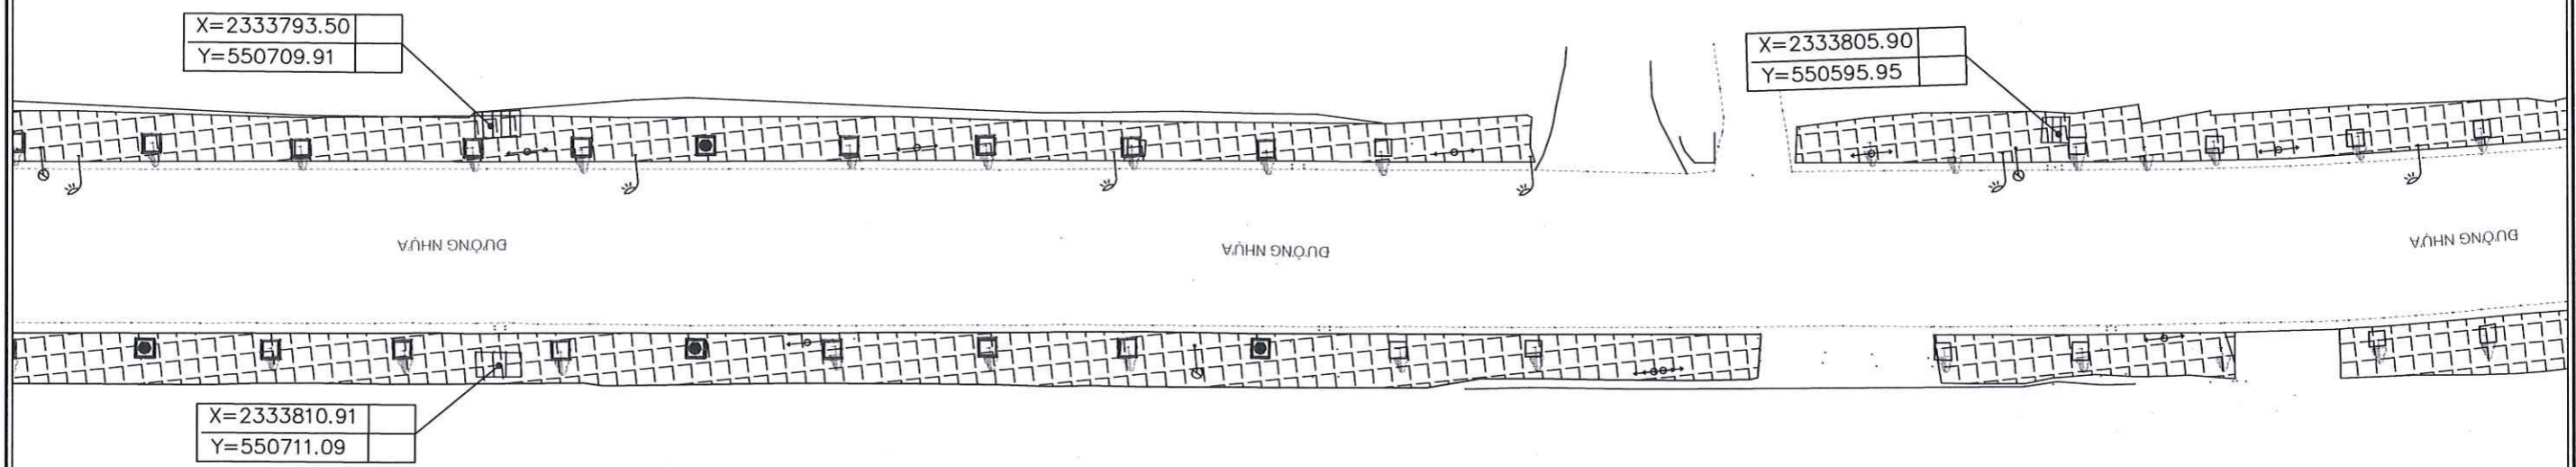 X=2333793.50
Y=550709.91
X=2333805.90
Y=550595.95
ĐƯỜNG NHỰA
ĐƯỜNG NHỰA
ĐƯỜNG NHỰA
X=2333810.91
Y=550711.09